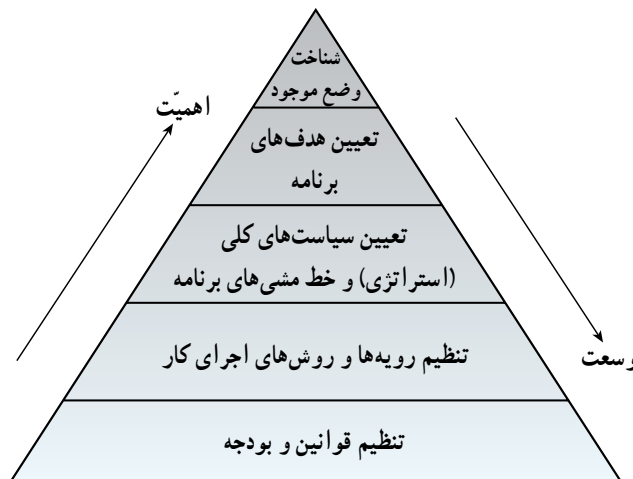 شناخت
وضع موجود
اهمیّت
تعیین هدف‌های
برنامه
تعیین سیاست‌های کلی
(استراتژی) و خط مشی‌های برنامه
تنظیم رویه‌ها و روش‌های اجرای کار
وسعت
تنظیم قوانین و بودجه